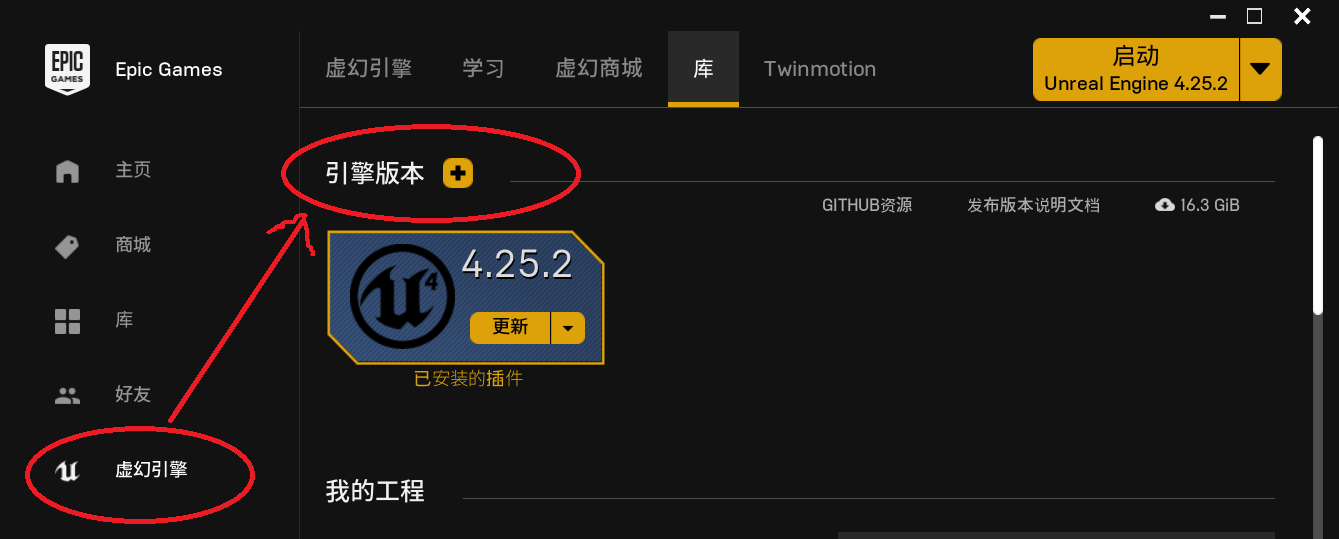 EPIC
GAMES
Epic Games
虚幻引擎 学习 虚幻商城 库 Twinmotion
启动
Unreal Engine 4.25.2
主页
商城
库
好友
虚幻引擎
引擎版本
GITHUB资源 发布版本说明文档 16.3 GiB
4
4.25.2
更新
已安装的插件
我的工程